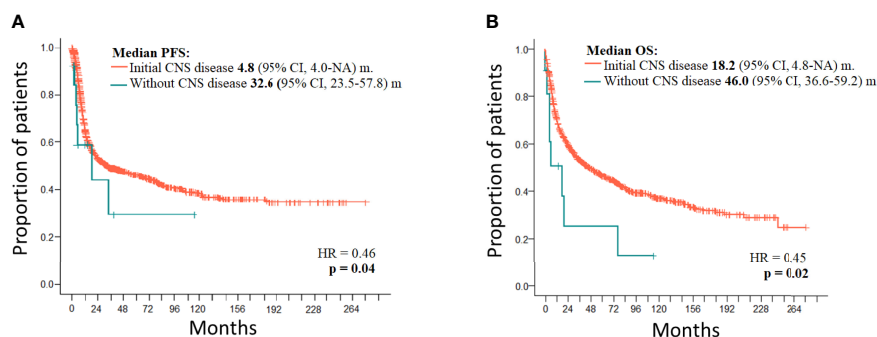 A
Median PFS:
Initial CNS disease 4.8 (95% CI, 4.0-NA) m.
Without CNS disease 32.6 (95% CI, 23.5-57.8) m
Proportion of patients
1.0
0.8
0.6
0.4
0.2
0.0
HR = 0.46
p = 0.04
0 24 48 72 96 120 156 192 228 264
Months
B
Median OS:
Initial CNS disease 18.2 (95% CI, 4.8-NA) m.
Without CNS disease 46.0 (95% CI, 36.6-59.2) m
Proportion of patients
1.0
0.8
0.6
0.4
0.2
0.0
HR = 0.45
p = 0.02
0 24 48 72 96 120 156 192 228 264
Months